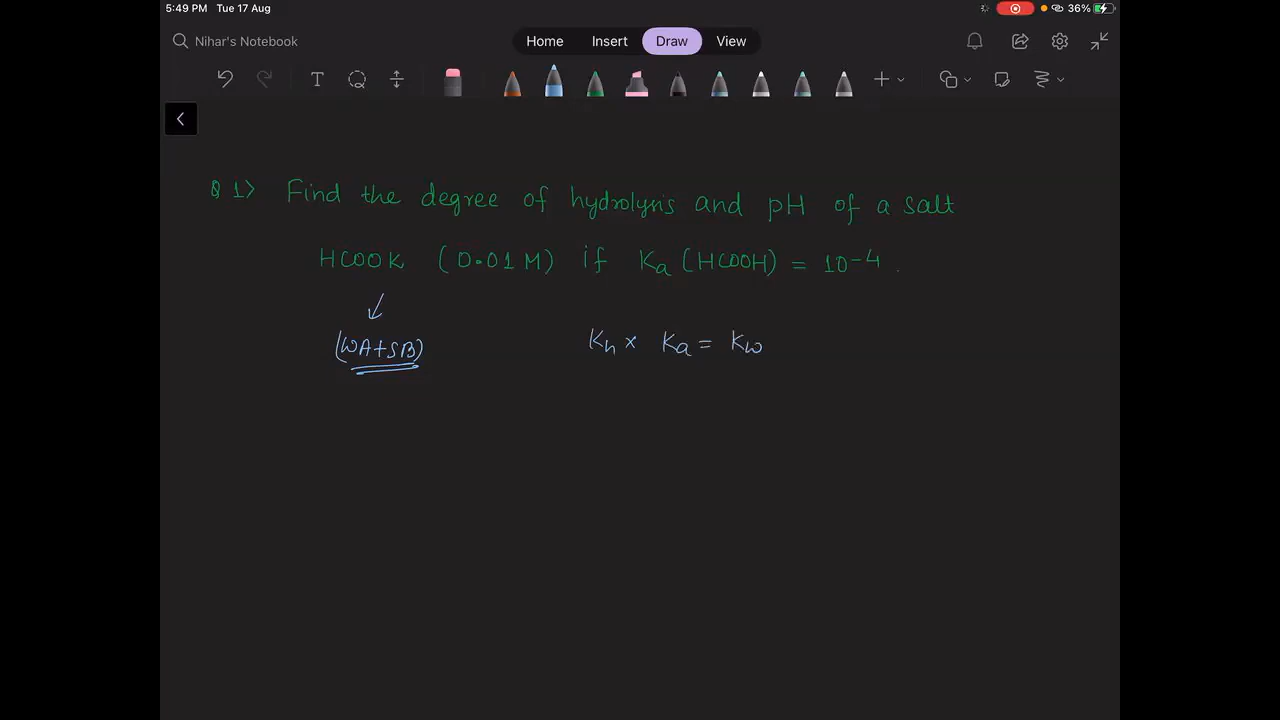 5:49 PM Tue 17 Aug 36%
Nihar's Notebook Home Insert Draw View
T
Q 1> Find the degree of hydrolysis and pH of a salt
HCOOK (0.01M) if Ka (HCOOH) = 10-4.
(WA+SB) Kh x Ka = Kw